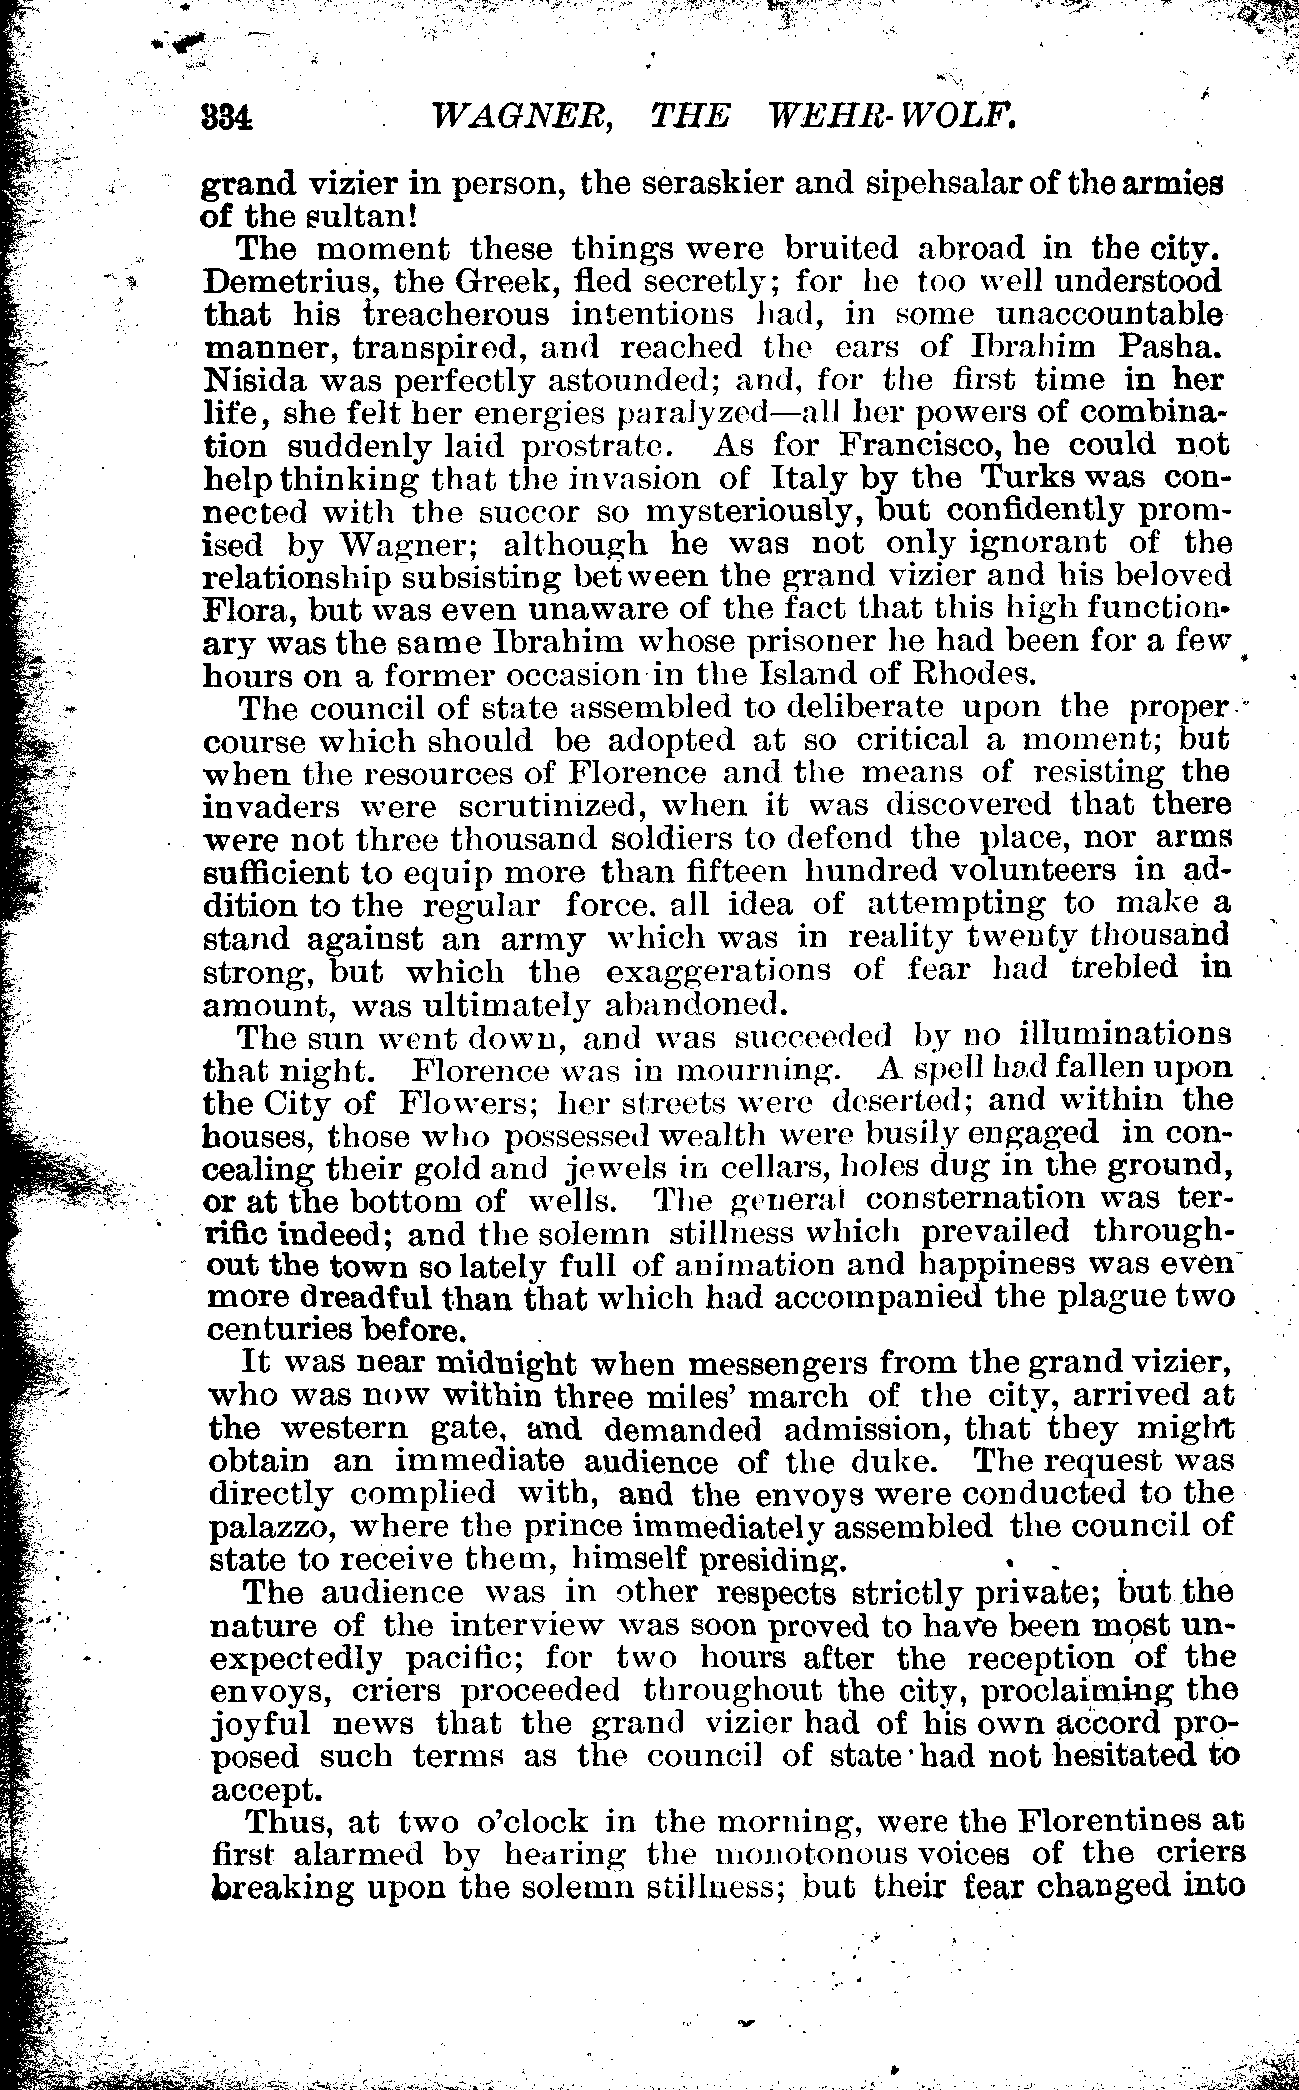 334 WAGNER, THE WEHR-WOLF.
grand vizier in person, the seraskier and sipehsalar of the armies
of the sultan!
The moment these things were bruited abroad in the city.
Demetrius, the Greek, fled secretly; for he too well understood
that his treacherous intentions had, in some unaccountable
manner, transpired, and reached the ears of Ibrahim Pasha.
Nisida was perfectly astounded; and, for the first time in her
life, she felt her energies paralyzed—all her powers of combina-
tion suddenly laid prostrate. As for Francisco, he could not
help thinking that the invasion of Italy by the Turks was con-
nected with the succor so mysteriously, but confidently prom-
ised by Wagner; although he was not only ignorant of the
relationship subsisting between the grand vizier and his beloved
Flora, but was even unaware of the fact that this high function-
ary was the same Ibrahim whose prisoner he had been for a few
hours on a former occasion in the Island of Rhodes.
The council of state assembled to deliberate upon the proper
course which should be adopted at so critical a moment; but
when the resources of Florence and the means of resisting the
invaders were scrutinized, when it was discovered that there
were not three thousand soldiers to defend the place, nor arms
sufficient to equip more than fifteen hundred volunteers in ad-
dition to the regular force. all idea of attempting to make a
stand against an army which was in reality twenty thousand
strong, but which the exaggerations of fear had trebled in
amount, was ultimately abandoned.
The sun went down, and was succeeded by no illuminations
that night. Florence was in mourning. A spell had fallen upon
the City of Flowers; her streets were deserted; and within the
houses, those who possessed wealth were busily engaged in con-
cealing their gold and jewels in cellars, holes dug in the ground,
or at the bottom of wells. The general consternation was ter-
rific indeed; and the solemn stillness which prevailed through-
out the town so lately full of animation and happiness was even
more dreadful than that which had accompanied the plague two
centuries before.
It was near midnight when messengers from the grand vizier,
who was now within three miles' march of the city, arrived at
the western gate, and demanded admission, that they might
obtain an immediate audience of the duke. The request was
directly complied with, and the envoys were conducted to the
palazzo, where the prince immediately assembled the council of
state to receive them, himself presiding.
The audience was in other respects strictly private; but the
nature of the interview was soon proved to have been most un-
expectedly pacific; for two hours after the reception of the
envoys, criers proceeded throughout the city, proclaiming the
joyful news that the grand vizier had of his own accord pro-
posed such terms as the council of state had not hesitated to
accept.
Thus, at two o'clock in the morning, were the Florentines at
first alarmed by hearing the monotonous voices of the criers
breaking upon the solemn stillness; but their fear changed into